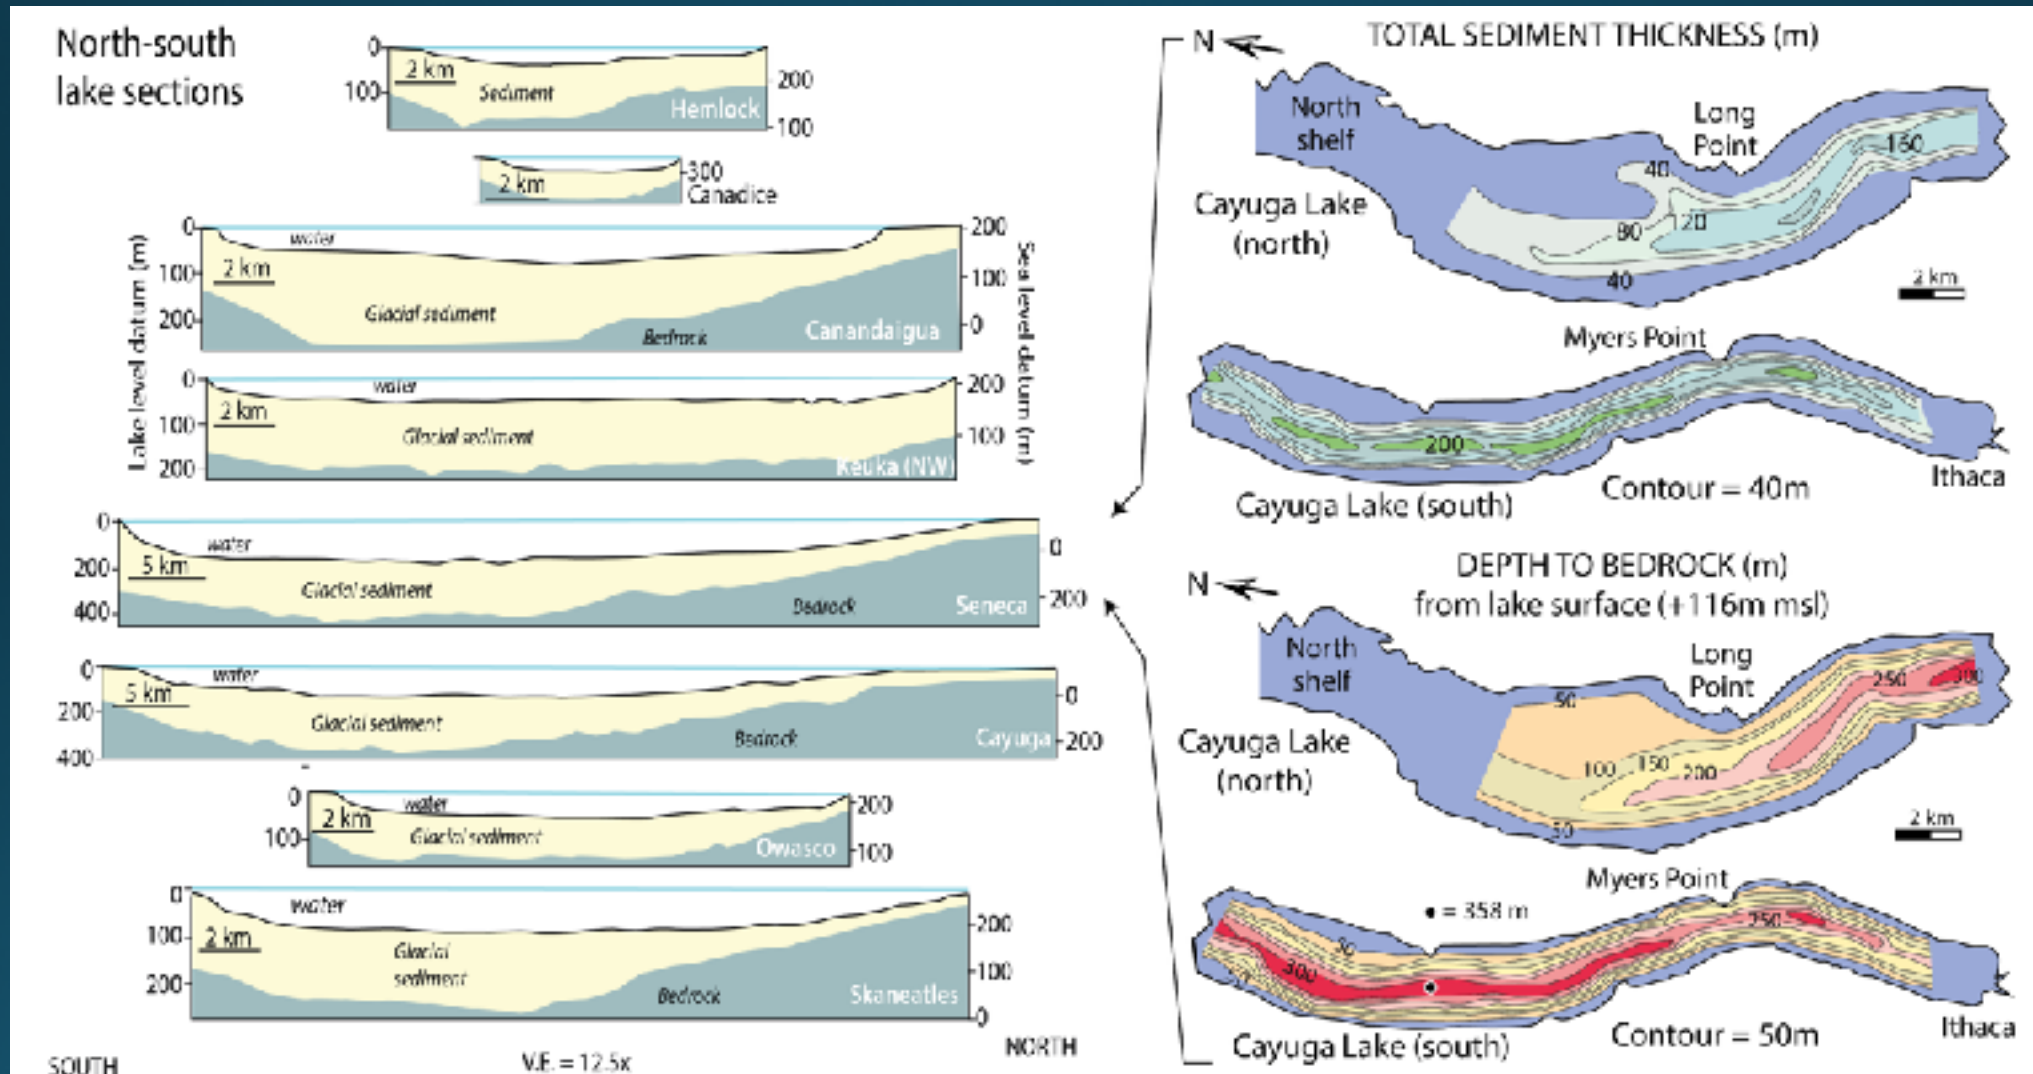 North-south
lake sections
0
100
2 km
Sediment
Hemlock
200
100
2 km
300
Canadice
Lake level datum (m)
Sea level datum (m)
0
100
200
water
2 km
Glacial sediment
Bedrock
Canandaigua
200
100
0
0
100
200
water
2 km
Glacial sediment
Keuka (NW)
200
100
0
200
400
water
5 km
Glacial sediment
Bedrock
Seneca
0
200
0
200
400
water
5 km
Glacial sediment
Bedrock
Cayuga
0
200
0
100
water
2 km
Glacial sediment
Owasco
200
100
0
100
200
water
2 km
Glacial
sediment
Bedrock
Skaneatles
200
100
0
SOUTH
V.E. = 12.5x
NORTH
N
TOTAL SEDIMENT THICKNESS (m)
North
shelf
Long
Point
160
40
120
80
40
Cayuga Lake
(north)
2 km
Myers Point
200
Ithaca
Contour = 40m
Cayuga Lake (south)
N
DEPTH TO BEDROCK (m)
from lake surface (+116m msl)
North
shelf
Long
Point
50
250
300
100
150
200
50
Cayuga Lake
(north)
2 km
Myers Point
= 358 m
250
300
Ithaca
Contour = 50m
Cayuga Lake (south)